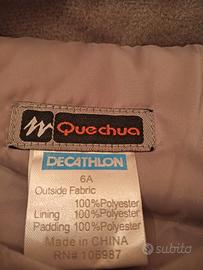 Quechua
DECATHLON
6A
Outside Fabric
100%Polyester
Lining 100%Polyester
Padding 100%Polyester
Made in CHINA
RN# 106987
subito